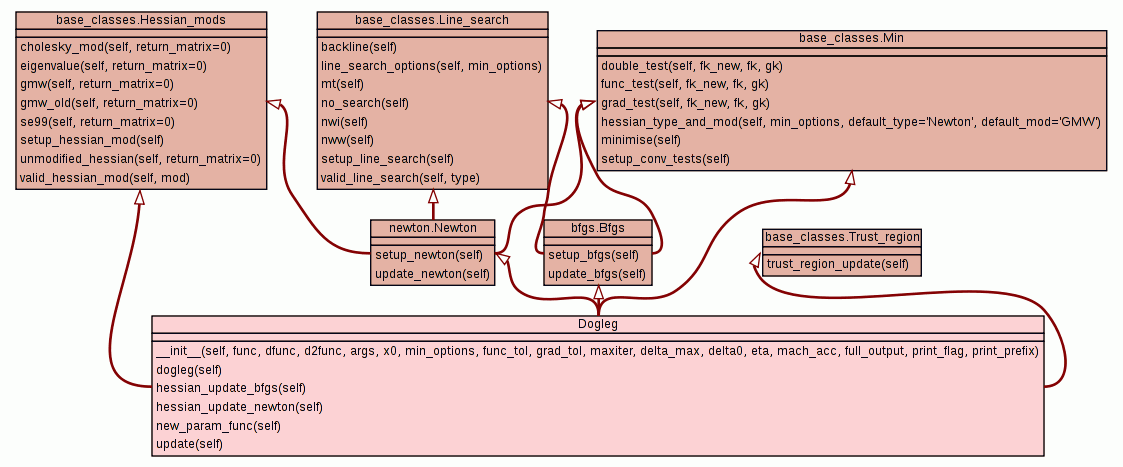 base_classes.Hessian_mods
cholesky_mod(self, return_matrix=0)
eigenvalue(self, return_matrix=0)
gmw(self, return_matrix=0)
gmw_old(self, return_matrix=0)
se99(self, return_matrix=0)
setup_hessian_mod(self)
unmodified_hessian(self, return_matrix=0)
valid_hessian_mod(self, mod)
base_classes.Line_search
backline(self)
line_search_options(self, min_options)
mt(self)
no_search(self)
nwi(self)
nww(self)
setup_line_search(self)
valid_line_search(self, type)
base_classes.Min
double_test(self, fk_new, fk, gk)
func_test(self, fk_new, fk, gk)
grad_test(self, fk_new, fk, gk)
hessian_type_and_mod(self, min_options, default_type='Newton', default_mod='GMW')
minimise(self)
setup_conv_tests(self)
newton.Newton
setup_newton(self)
update_newton(self)
bfgs.Bfgs
setup_bfgs(self)
update_bfgs(self)
base_classes.Trust_region
trust_region_update(self)
Dogleg
__init__(self, func, dfunc, d2func, args, x0, min_options, func_tol, grad_tol, maxiter, delta_max, delta0, eta, mach_acc, full_output, print_flag, print_prefix)
dogleg(self)
hessian_update_bfgs(self)
hessian_update_newton(self)
new_param_func(self)
update(self)